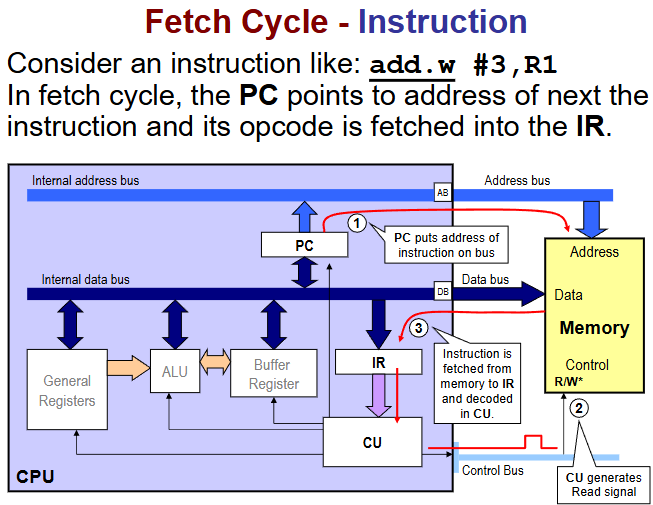 Fetch Cycle - Instruction
Consider an instruction like: add.w #3,R1
In fetch cycle, the PC points to address of next the
instruction and its opcode is fetched into the IR.
Internal address bus
AB
Address bus
1
PC puts address of
instruction on bus
PC
Address
Internal data bus
DB
Data bus
Data
Memory
3
Instruction is
fetched from
memory to IR
and decoded
in CU.
General
Registers
ALU
Buffer
Register
IR
Control
R/W*
2
CU
CPU
Control Bus
CU generates
Read signal